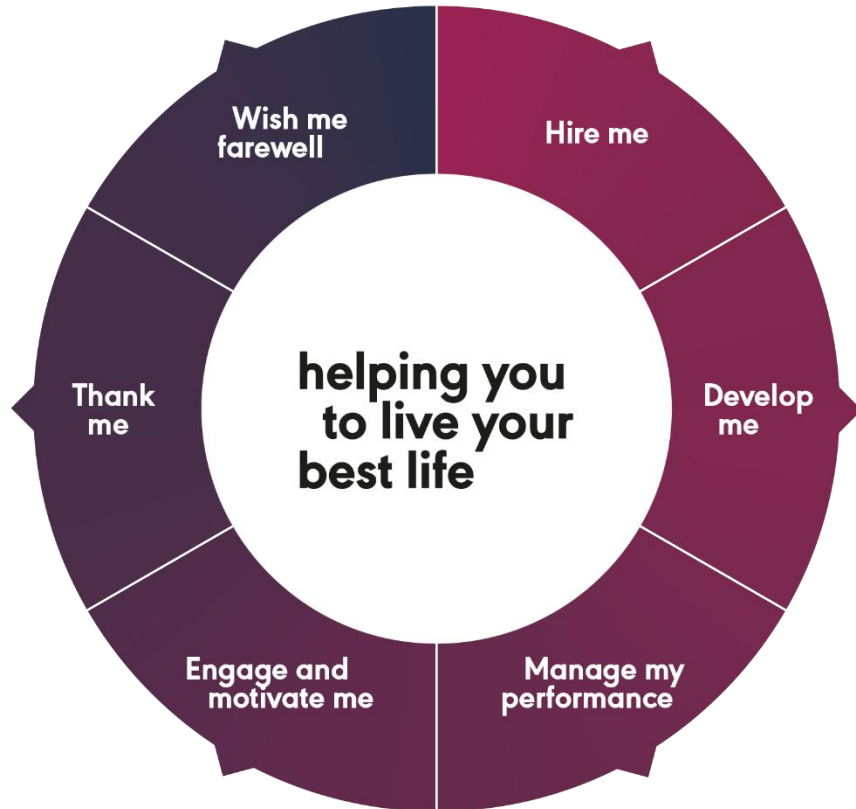 Wish me
farewell
Hire me
Thank
me
helping you
to live your
best life
Develop
me
Engage and
motivate me
Manage my
performance